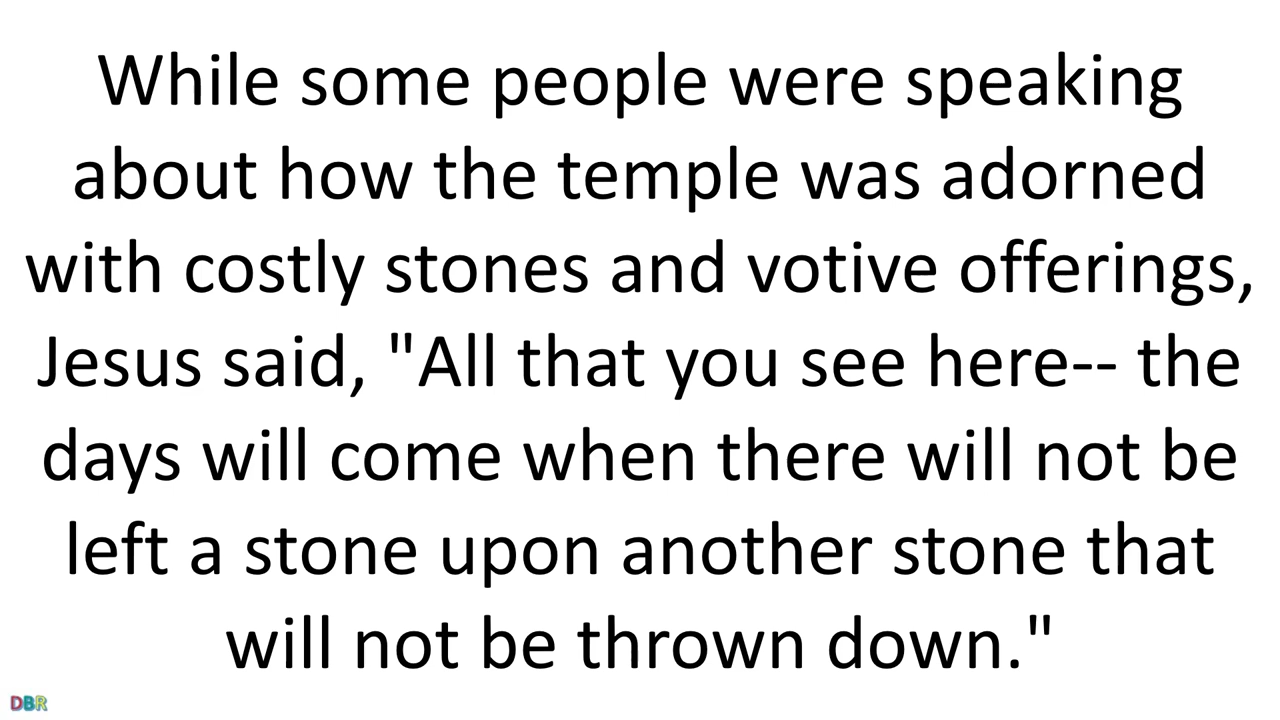 While some people were speaking
about how the temple was adorned
with costly stones and votive offerings,
Jesus said, "All that you see here-- the
days will come when there will not be
left a stone upon another stone that
will not be thrown down."
DBR